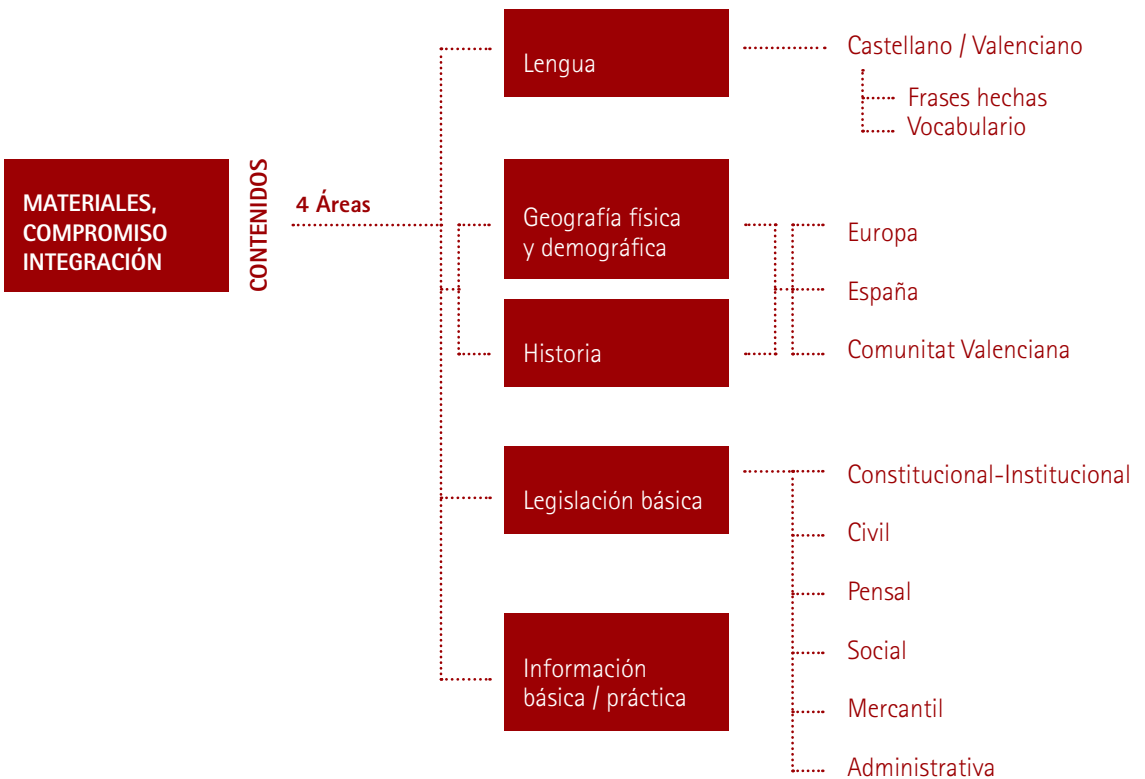 MATERIALES,
COMPROMISO
INTEGRACIÓN
CONTENIDOS
4 Áreas
Lengua
Castellano / Valenciano
Frases hechas
Vocabulario
Geografía física
y demográfica
Historia
Europa
España
Comunitat Valenciana
Legislación básica
Constitucional-Institucional
Civil
Pensal
Social
Mercantil
Administrativa
Información
básica / práctica